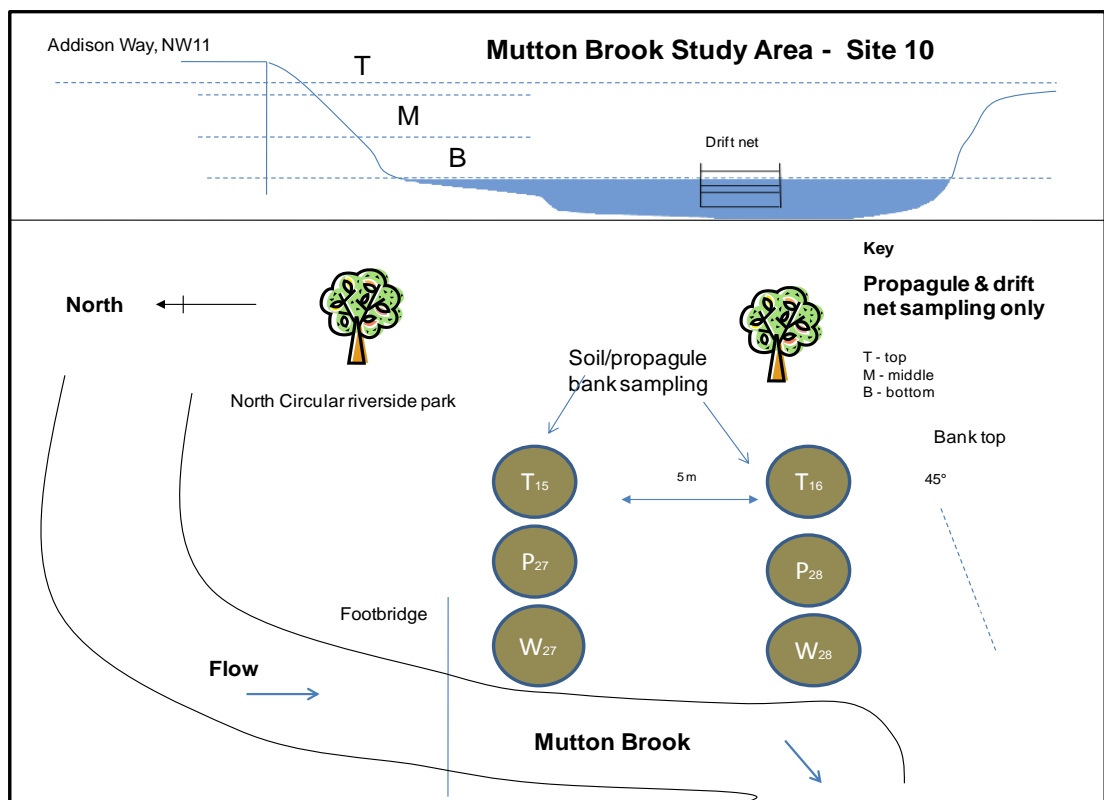 Addison Way, NW11
Mutton Brook Study Area - Site 10
T
M
B
Drift net
Key
Propagule & drift
net sampling only
T - top
M - middle
B - bottom
North
North Circular riverside park
Soil/propagule
bank sampling
Bank top
45°
T15
5 m
T16
P27
P28
Footbridge
W27
W28
Flow
Mutton Brook